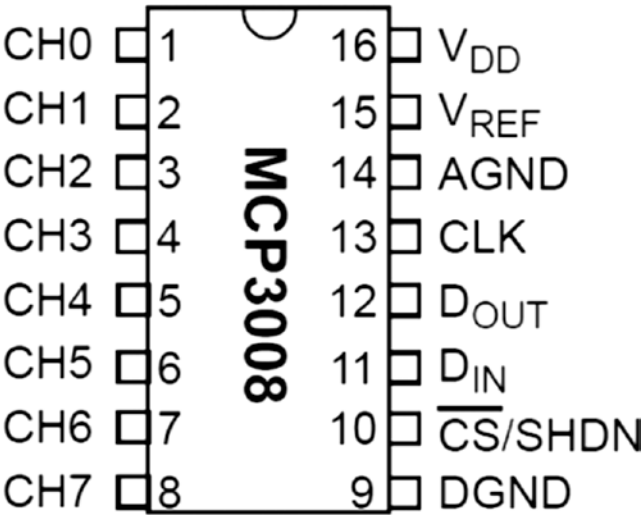 CH0 1 16 VDD
CH1 2 15 VREF
CH2 3 14 AGND
CH3 4 13 CLK
CH4 5 12 DOUT
CH5 6 11 DIN
CH6 7 10 CS/SHDN
CH7 8 9 DGND
MCP3008